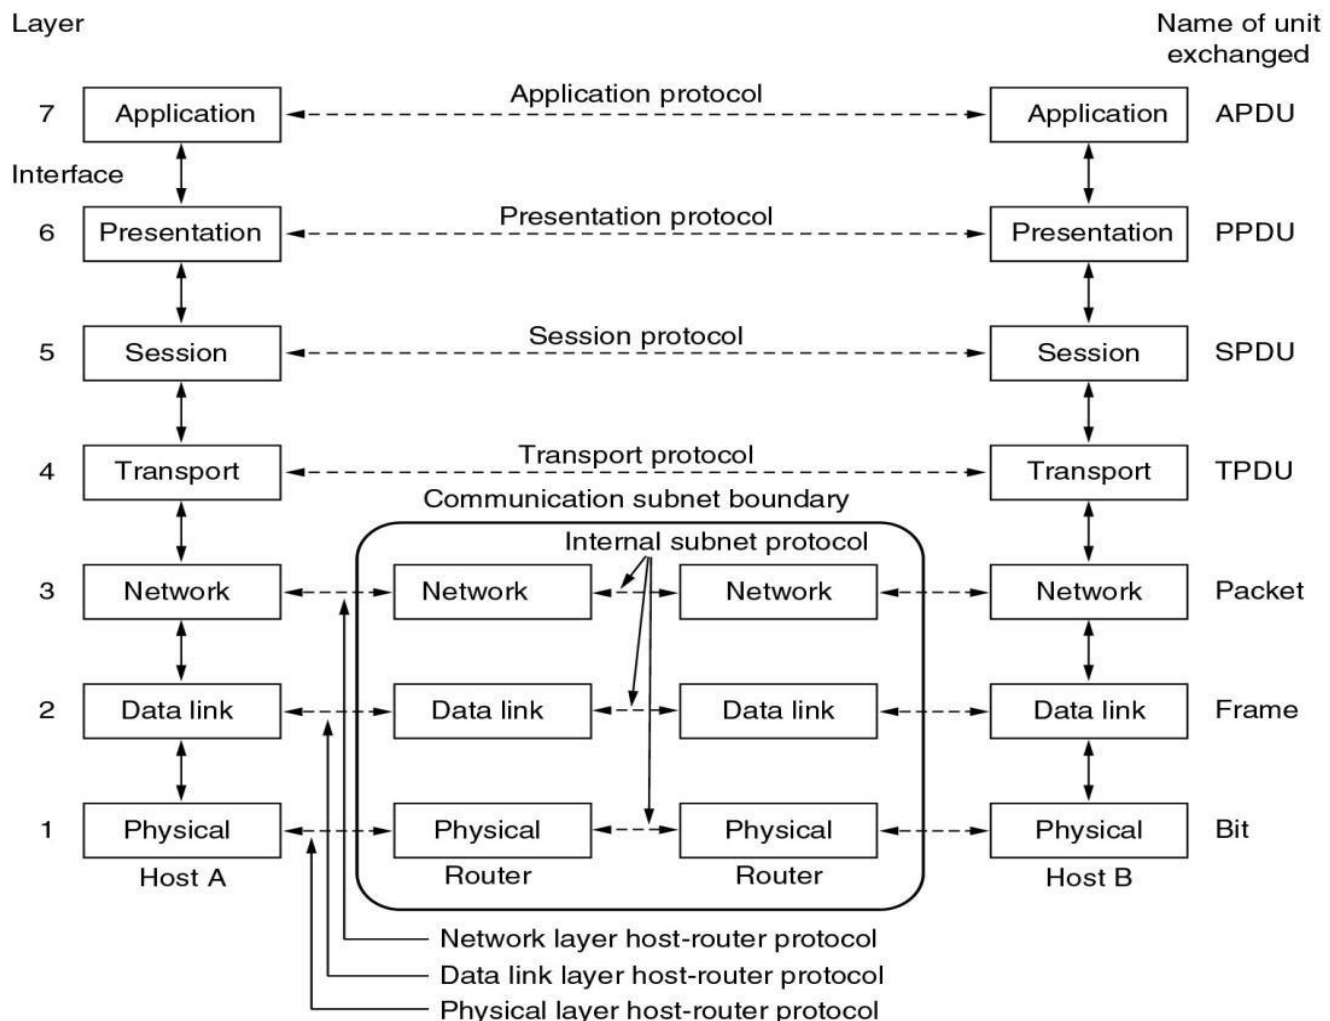 Layer
Name of unit
exchanged
Application protocol
7 Application Application APDU
Interface
Presentation protocol
6 Presentation Presentation PPDU
Session protocol
5 Session Session SPDU
Transport protocol
4 Transport Transport TPDU
Communication subnet boundary
Internal subnet protocol
3 Network Network Network Network Packet
2 Data link Data link Data link Data link Frame
1 Physical Physical Physical Physical Bit
Host A Router Router Host B
Network layer host-router protocol
Data link layer host-router protocol
Physical layer host-router protocol